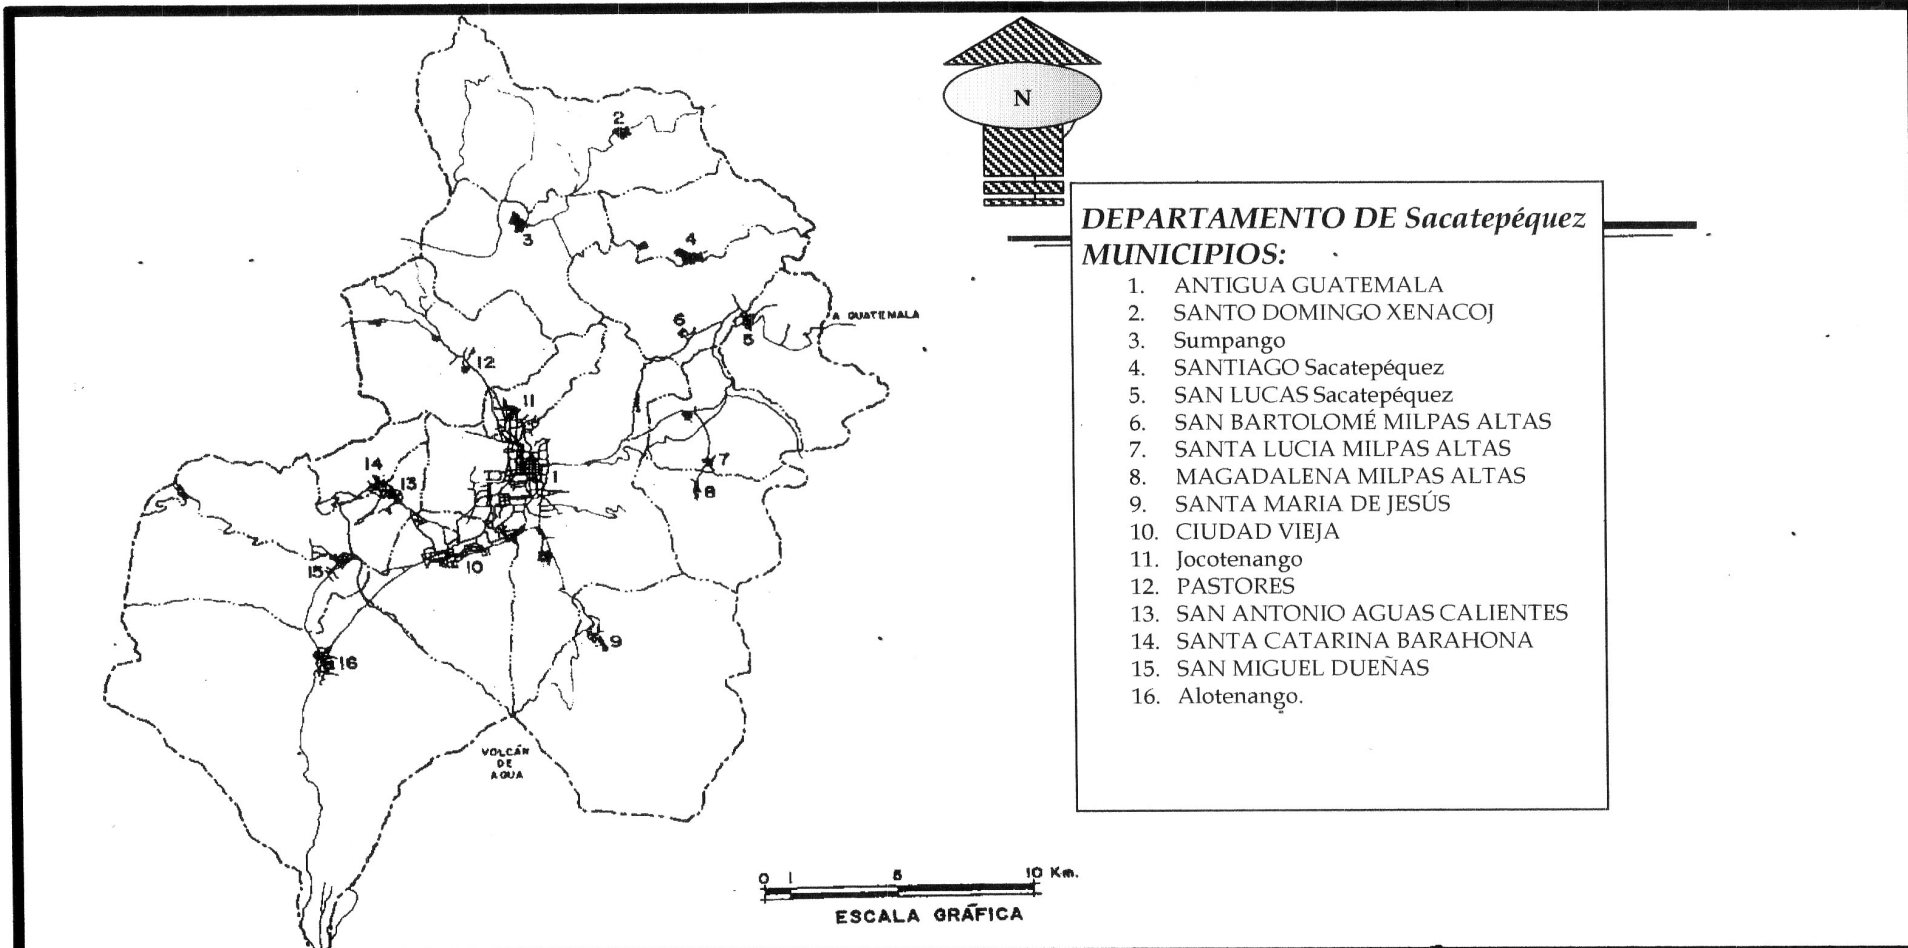 N
DEPARTAMENTO DE Sacatepéquez
MUNICIPIOS:
1. ANTIGUA GUATEMALA
2. SANTO DOMINGO XENACOJ
3. Sumpango
4. SANTIAGO Sacatepéquez
5. SAN LUCAS Sacatepéquez
6. SAN BARTOLOMÉ MILPAS ALTAS
7. SANTA LUCIA MILPAS ALTAS
8. MAGADALENA MILPAS ALTAS
9. SANTA MARIA DE JESÚS
10. CIUDAD VIEJA
11. Jocotenango
12. PASTORES
13. SAN ANTONIO AGUAS CALIENTES
14. SANTA CATARINA BARAHONA
15. SAN MIGUEL DUEÑAS
16. Alotenango.
2
3
4
6
5
A GUATEMALA
12
11
14
13
1
7
8
15
10
9
16
VOLCÁN
DE
AGUA
0 1 5 10 Km.
ESCALA GRÁFICA